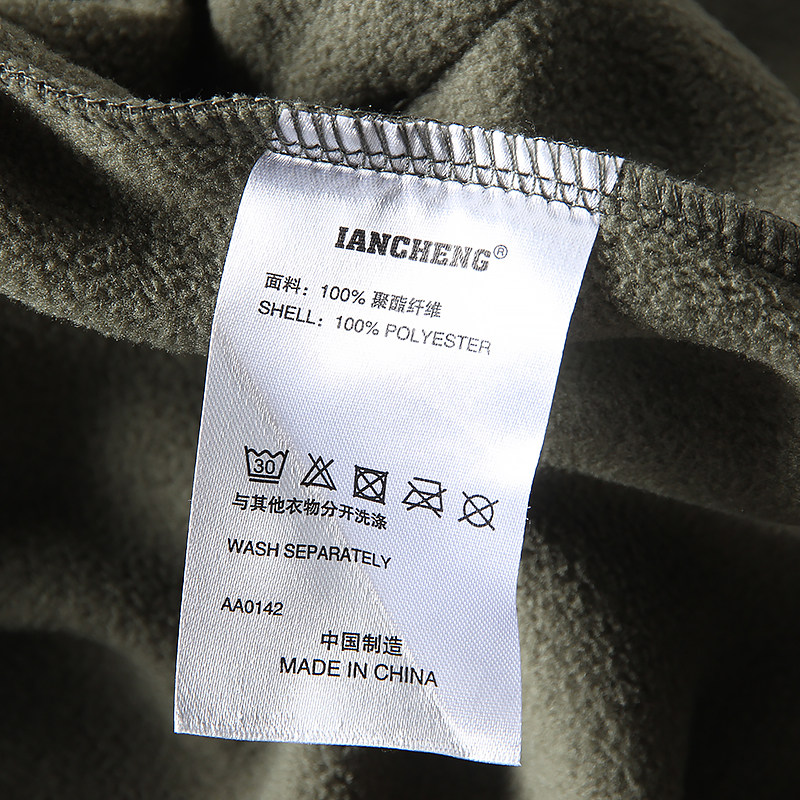 IANCHENG®
面料：100% 聚酯纤维
SHELL：100% POLYESTER
30
与其他衣物分开洗涤
WASH SEPARATELY
AA0142
中国制造
MADE IN CHINA